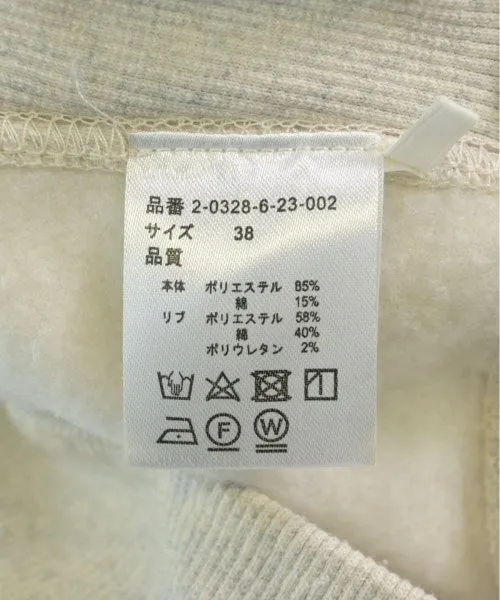 品番 2-0328-6-23-002
サイズ 38
品質
本体 ポリエステル 85%
綿 15%
リブ ポリエステル 58%
綿 40%
ポリウレタン 2%
F W